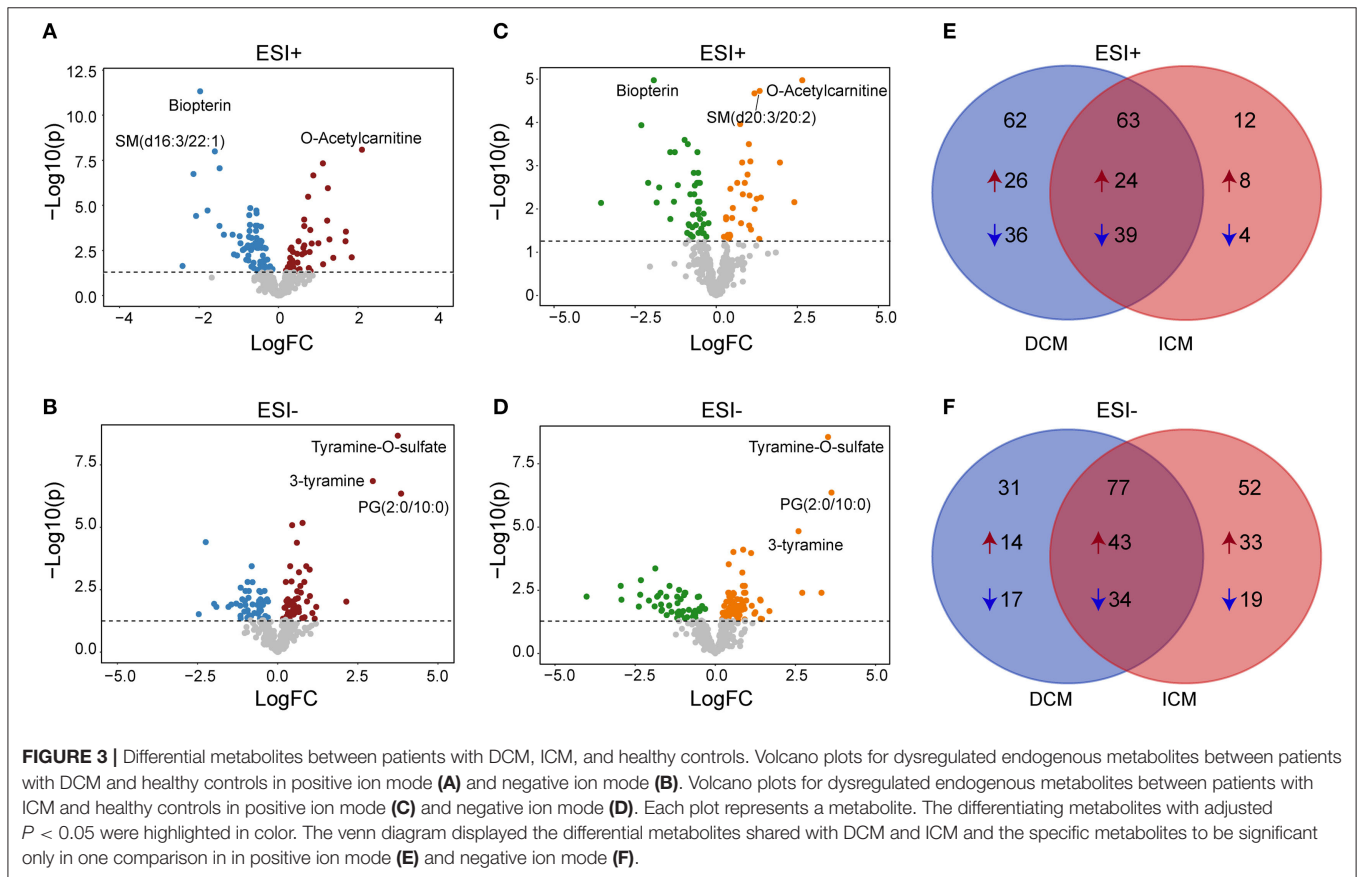 A
ESI+
12.5
10.0
7.5
5.0
2.5
0.0
−Log10(p)
Biopterin
SM(d16:3/22:1)
O-Acetylcarnitine
−4
−2
0
2
4
LogFC
C
ESI+
5
4
3
2
1
0
−Log10(p)
Biopterin
O-Acetylcarnitine
SM(d20:3/20:2)
−5.0
−2.5
0.0
2.5
5.0
LogFC
E
ESI+
62
63
12
26
24
8
36
39
4
DCM
ICM
B
ESI-
7.5
5.0
2.5
0.0
−Log10(p)
Tyramine-O-sulfate
3-tyramine
PG(2:0/10:0)
−5.0
−2.5
0.0
2.5
5.0
LogFC
D
ESI-
7.5
5.0
2.5
0.0
−Log10(p)
Tyramine-O-sulfate
PG(2:0/10:0)
3-tyramine
−5.0
−2.5
0.0
2.5
5.0
LogFC
F
ESI-
31
77
52
14
43
33
17
34
19
DCM
ICM
FIGURE 3 | Differential metabolites between patients with DCM, ICM, and healthy controls. Volcano plots for dysregulated endogenous metabolites between patients
with DCM and healthy controls in positive ion mode (A) and negative ion mode (B). Volcano plots for dysregulated endogenous metabolites between patients with
ICM and healthy controls in positive ion mode (C) and negative ion mode (D). Each plot represents a metabolite. The differentiating metabolites with adjusted
P < 0.05 were highlighted in color. The venn diagram displayed the differential metabolites shared with DCM and ICM and the specific metabolites to be significant
only in one comparison in in positive ion mode (E) and negative ion mode (F).